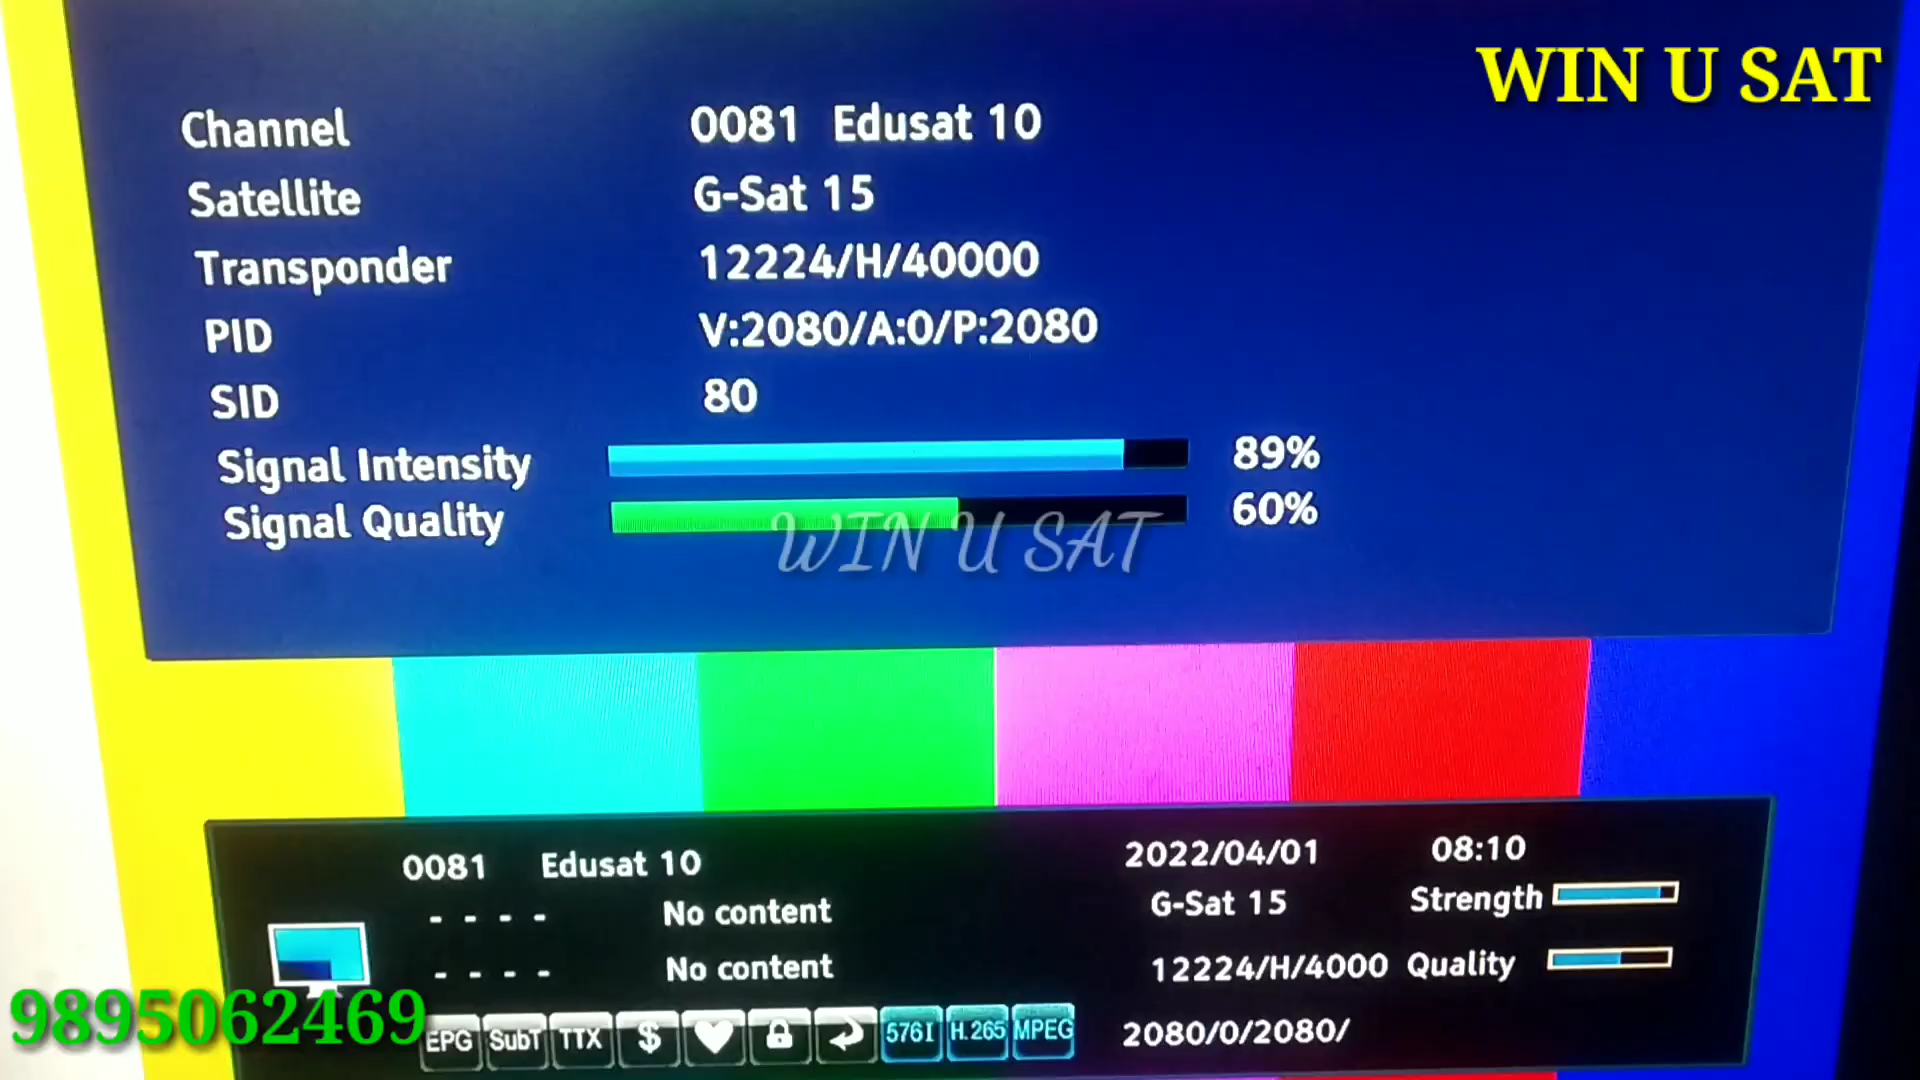 WIN U SAT
Channel 0081 Edusat 10
Satellite G-Sat 15
Transponder 12224/H/40000
PID V:2080/A:0/P:2080
SID 80
Signal Intensity 89%
Signal Quality 60%
WIN U SAT
0081 Edusat 10 2022/04/01 08:10
- - - - No content G-Sat 15 Strength
- - - - No content 12224/H/4000 Quality
9895062469
EPG SubT TTX $ 576I H.265 MPEG 2080/0/2080/